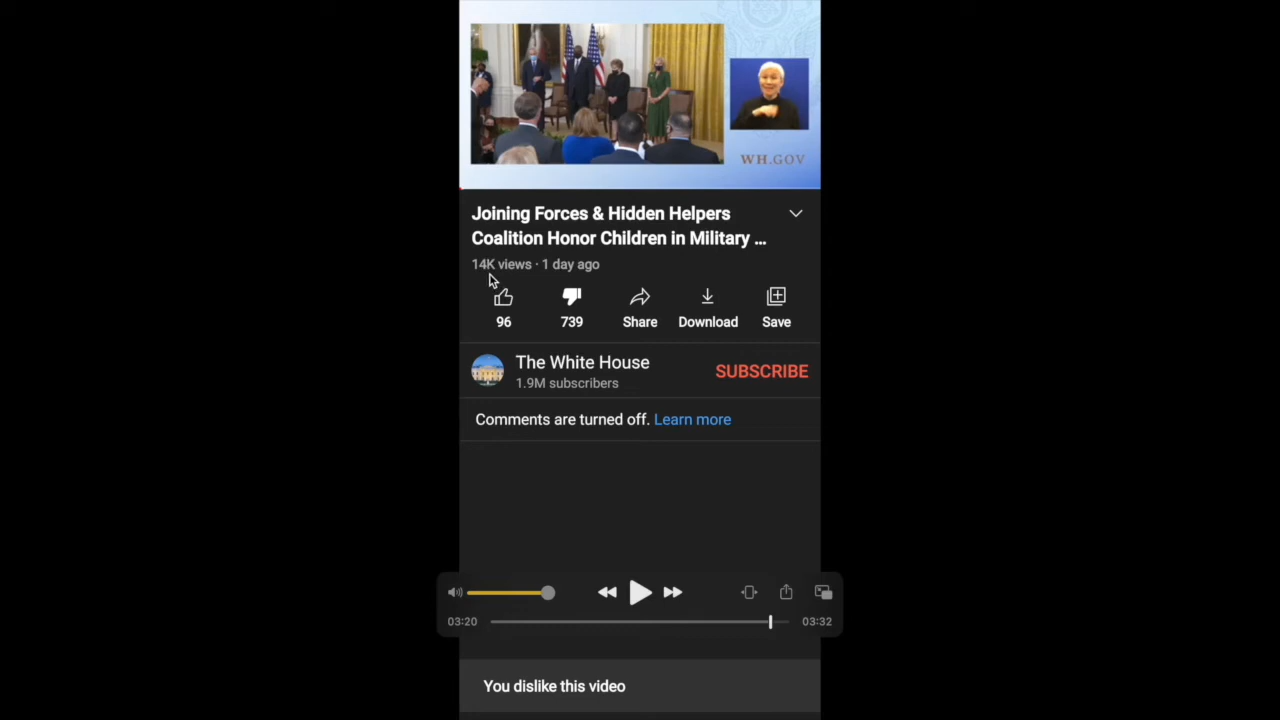 WH.GOV
Joining Forces & Hidden Helpers
Coalition Honor Children in Military ...
14K views · 1 day ago
96
739
Share
Download
Save
The White House
1.9M subscribers
SUBSCRIBE
Comments are turned off. Learn more
03:20
03:32
You dislike this video